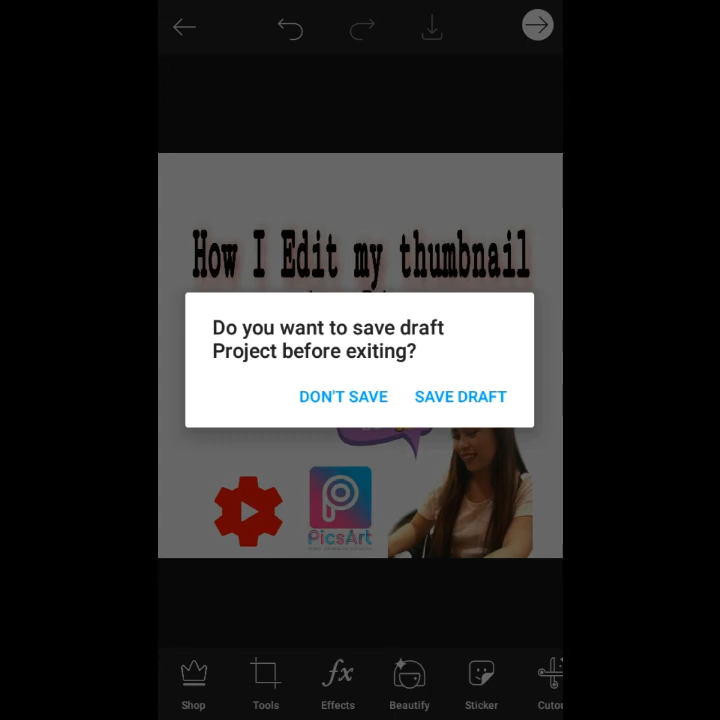 How I Edit my thumbnail
Do you want to save draft
Project before exiting?
DON'T SAVE SAVE DRAFT
PicsArt
Shop Tools Effects Beautify Sticker Cutou